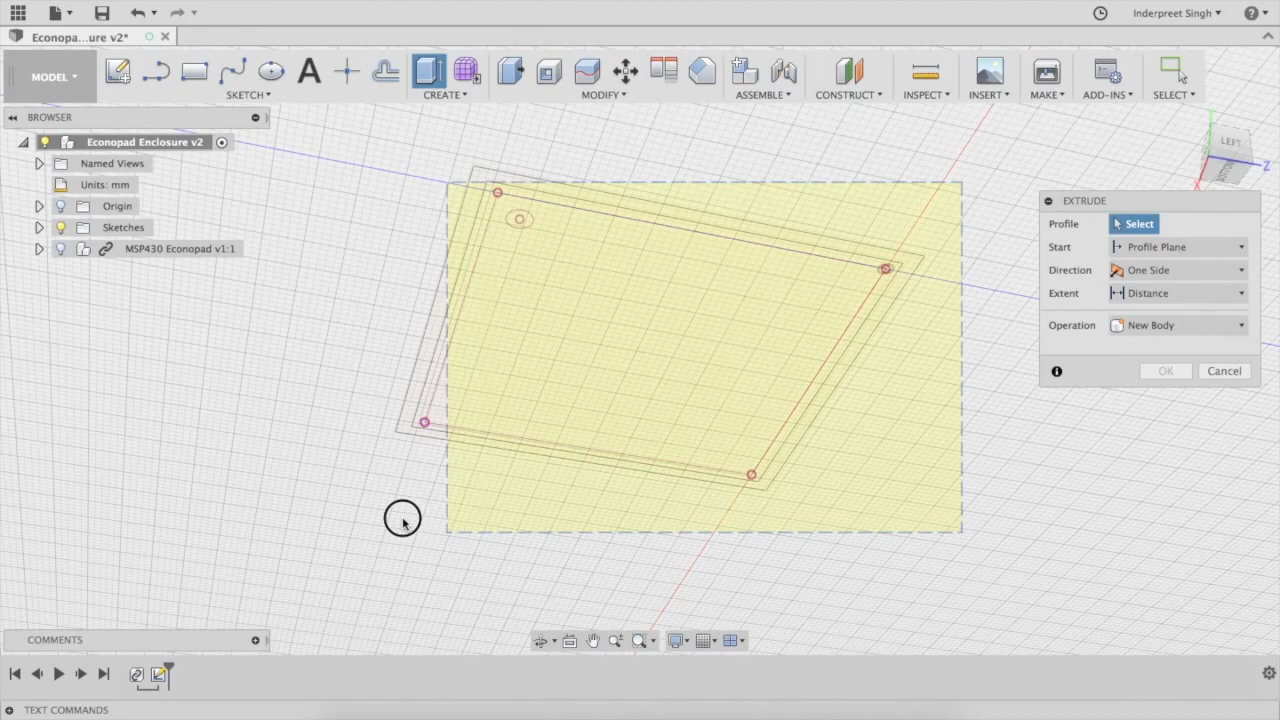 Inderpreet Singh
Econopa...ure v2*
MODEL
SKETCH
CREATE
MODIFY
ASSEMBLE
CONSTRUCT
INSPECT
INSERT
MAKE
ADD-INS
SELECT
BROWSER
LEFT
Econopad Enclosure v2
Z
Named Views
Units: mm
X
EXTRUDE
Origin
Profile
Select
Sketches
Start
Profile Plane
MSP430 Econopad v1:1
Direction
One Side
Extent
Distance
Operation
New Body
OK
Cancel
COMMENTS
TEXT COMMANDS